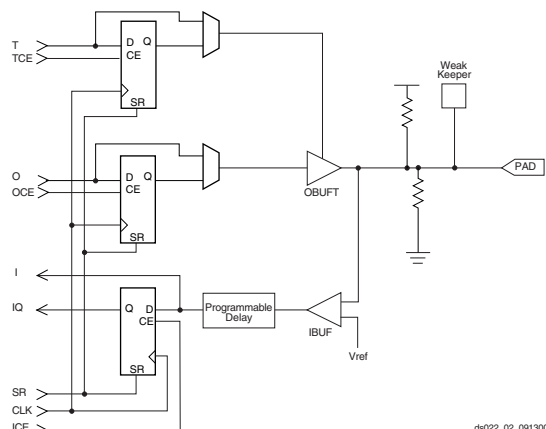 T
TCE
D Q
CE
SR
Weak
Keeper
PAD
O
OCE
D Q
CE
SR
OBUFT
I
IQ
Q D
CE
Programmable
Delay
IBUF
Vref
SR
SR
CLK
ICE
ds022_02_091300